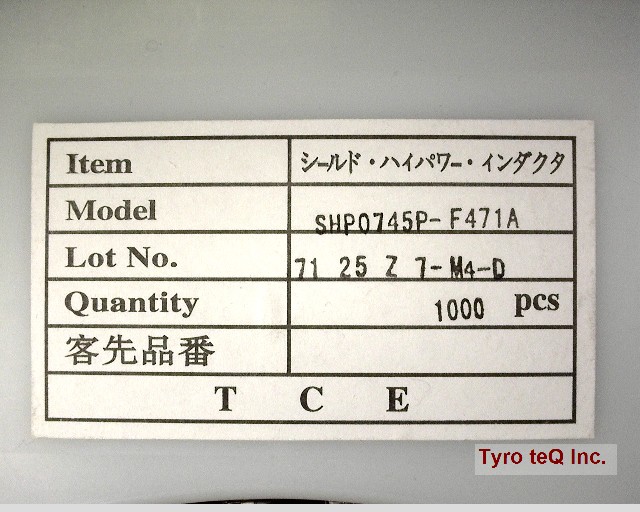 Item シールド・ハイパワー・インダクタ
Model SHP0745P-F471A
Lot No. 71 25 Z 7-M4-D
Quantity 1000 pcs
客先品番
T C E
Tyro teQ Inc.